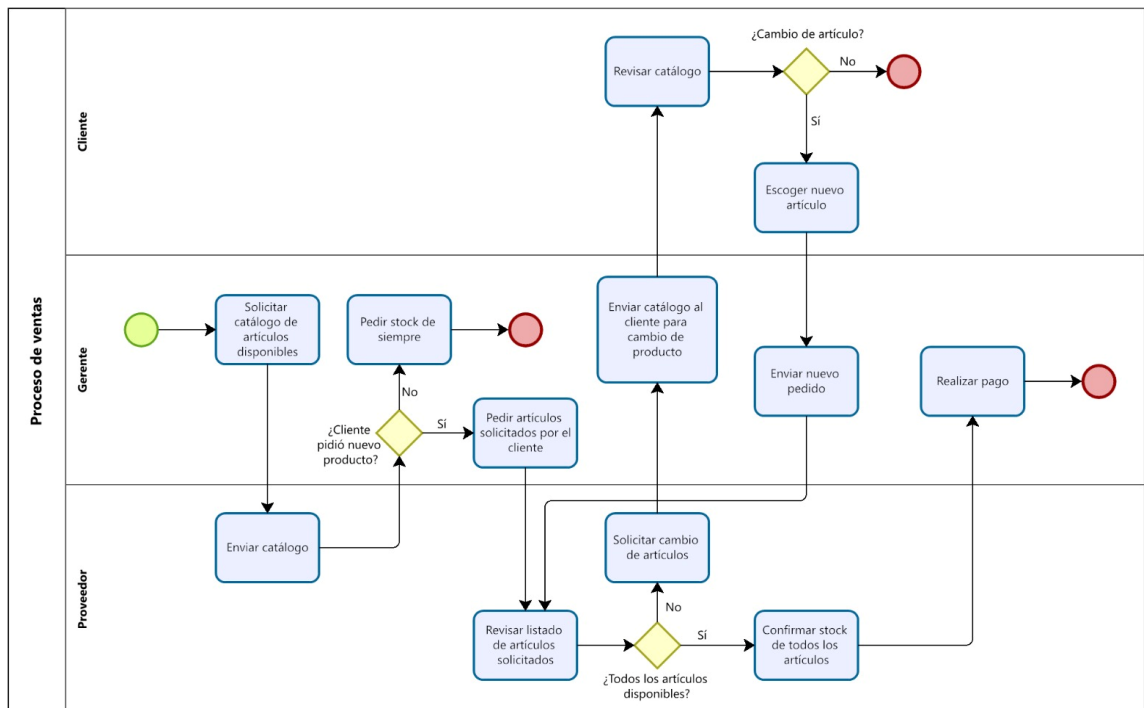 Proceso de ventas
Cliente
¿Cambio de artículo?
Revisar catálogo
No
Sí
Escoger nuevo
artículo
Gerente
Solicitar
catálogo de
artículos
disponibles
Pedir stock de
siempre
No
¿Cliente
pidió nuevo
producto?
Sí
Pedir artículos
solicitados por el
cliente
Enviar catálogo al
cliente para
cambio de
producto
Enviar nuevo
pedido
Realizar pago
Proveedor
Enviar catálogo
Solicitar cambio
de artículos
No
Revisar listado
de artículos
solicitados
Sí
¿Todos los artículos
disponibles?
Confirmar stock
de todos los
artículos